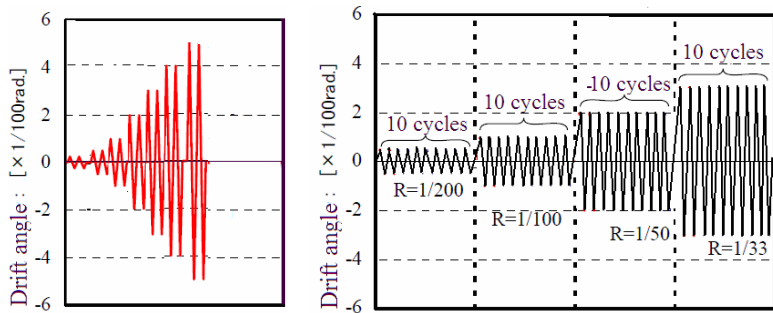 Drift angle : [×1/100rad.]
6
4
2
0
-2
-4
-6
Drift angle : [×1/100rad.]
6
4
2
0
-2
-4
-6
10 cycles
R=1/200
10 cycles
R=1/100
10 cycles
R=1/50
10 cycles
R=1/33